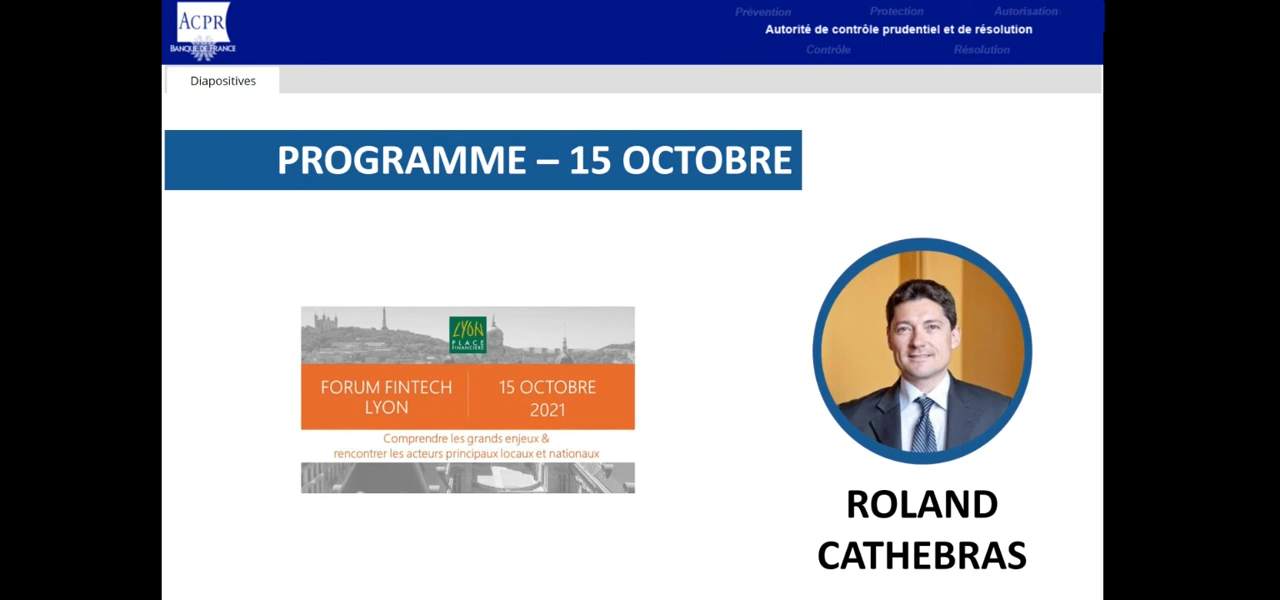 ACPR
BANQUE DE FRANCE
Prévention
Protection
Autorisation
Autorité de contrôle prudentiel et de résolution
Contrôle
Résolution
Diapositives
PROGRAMME – 15 OCTOBRE
LYON
PLACE
FINANCIÈRE
FORUM FINTECH
LYON
15 OCTOBRE
2021
Comprendre les grands enjeux &
rencontrer les acteurs principaux locaux et nationaux
ROLAND
CATHEBRAS